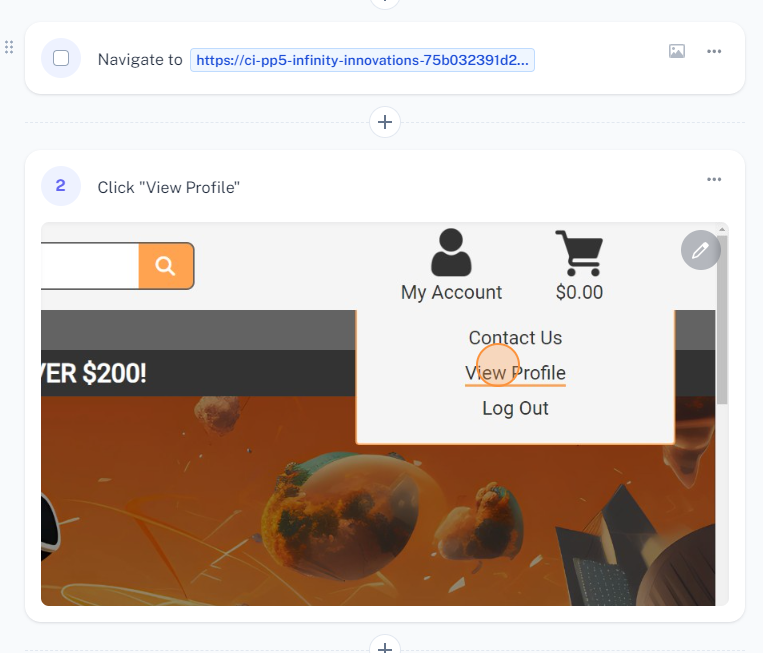 Navigate to https://ci-pp5-infinity-innovations-75b032391d2...
2 Click "View Profile"
My Account $0.00
Contact Us
View Profile
Log Out
VER $200!